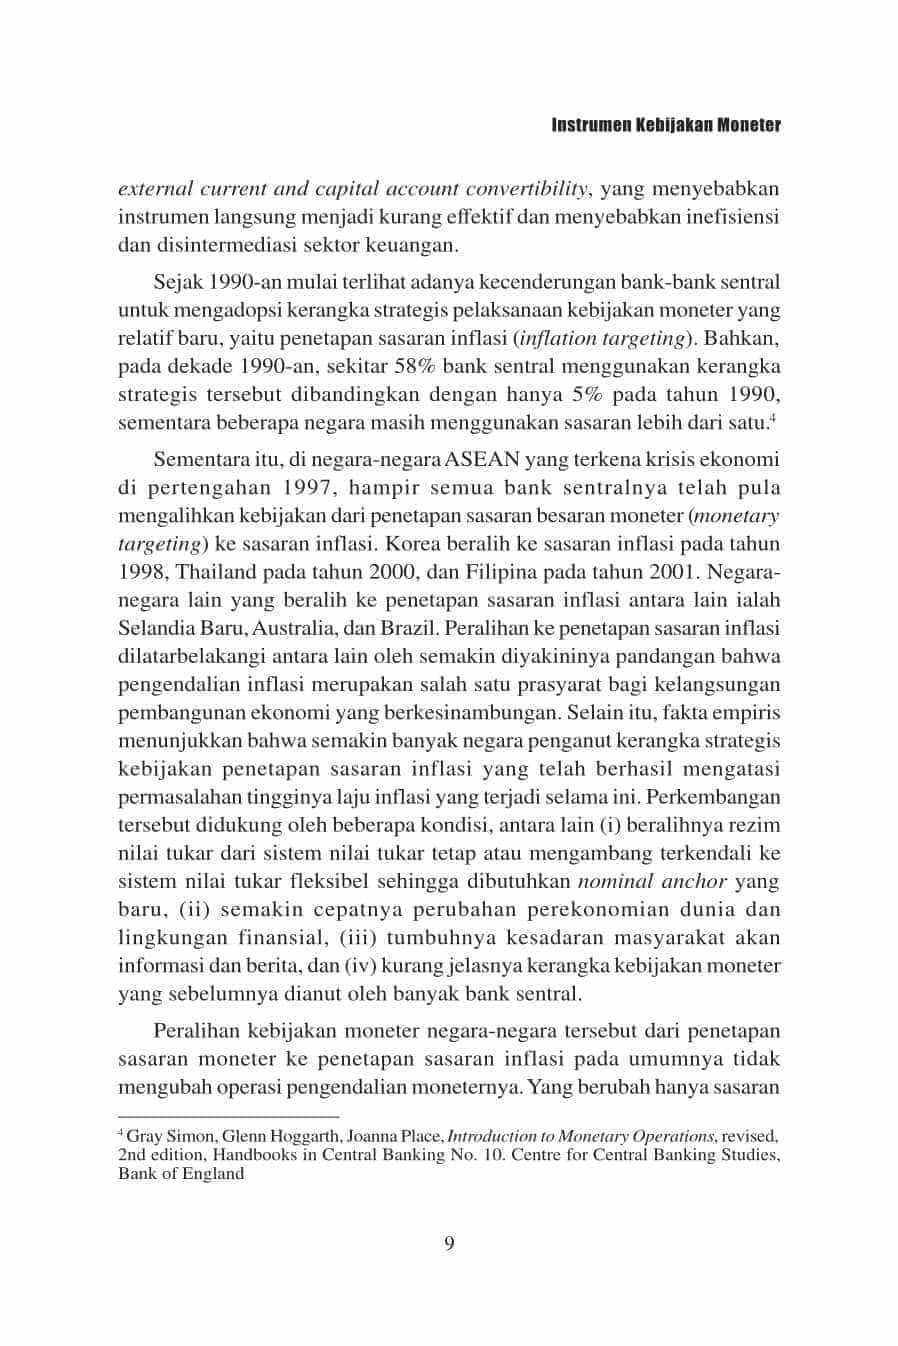 Instrumen Kebijakan Moneter
external current and capital account convertibility, yang menyebabkan
instrumen langsung menjadi kurang effektif dan menyebabkan inefisiensi
dan disintermediasi sektor keuangan.
Sejak 1990-an mulai terlihat adanya kecenderungan bank-bank sentral
untuk mengadopsi kerangka strategis pelaksanaan kebijakan moneter yang
relatif baru, yaitu penetapan sasaran inflasi (inflation targeting). Bahkan,
pada dekade 1990-an, sekitar 58% bank sentral menggunakan kerangka
strategis tersebut dibandingkan dengan hanya 5% pada tahun 1990,
sementara beberapa negara masih menggunakan sasaran lebih dari satu.4
Sementara itu, di negara-negara ASEAN yang terkena krisis ekonomi
di pertengahan 1997, hampir semua bank sentralnya telah pula
mengalihkan kebijakan dari penetapan sasaran besaran moneter (monetary
targeting) ke sasaran inflasi. Korea beralih ke sasaran inflasi pada tahun
1998, Thailand pada tahun 2000, dan Filipina pada tahun 2001. Negara-
negara lain yang beralih ke penetapan sasaran inflasi antara lain ialah
Selandia Baru, Australia, dan Brazil. Peralihan ke penetapan sasaran inflasi
dilatarbelakangi antara lain oleh semakin diyakininya pandangan bahwa
pengendalian inflasi merupakan salah satu prasyarat bagi kelangsungan
pembangunan ekonomi yang berkesinambungan. Selain itu, fakta empiris
menunjukkan bahwa semakin banyak negara penganut kerangka strategis
kebijakan penetapan sasaran inflasi yang telah berhasil mengatasi
permasalahan tingginya laju inflasi yang terjadi selama ini. Perkembangan
tersebut didukung oleh beberapa kondisi, antara lain (i) beralihnya rezim
nilai tukar dari sistem nilai tukar tetap atau mengambang terkendali ke
sistem nilai tukar fleksibel sehingga dibutuhkan nominal anchor yang
baru, (ii) semakin cepatnya perubahan perekonomian dunia dan
lingkungan finansial, (iii) tumbuhnya kesadaran masyarakat akan
informasi dan berita, dan (iv) kurang jelasnya kerangka kebijakan moneter
yang sebelumnya dianut oleh banyak bank sentral.
Peralihan kebijakan moneter negara-negara tersebut dari penetapan
sasaran moneter ke penetapan sasaran inflasi pada umumnya tidak
mengubah operasi pengendalian moneternya. Yang berubah hanya sasaran
4 Gray Simon, Glenn Hoggarth, Joanna Place, Introduction to Monetary Operations, revised,
2nd edition, Handbooks in Central Banking No. 10. Centre for Central Banking Studies,
Bank of England
9